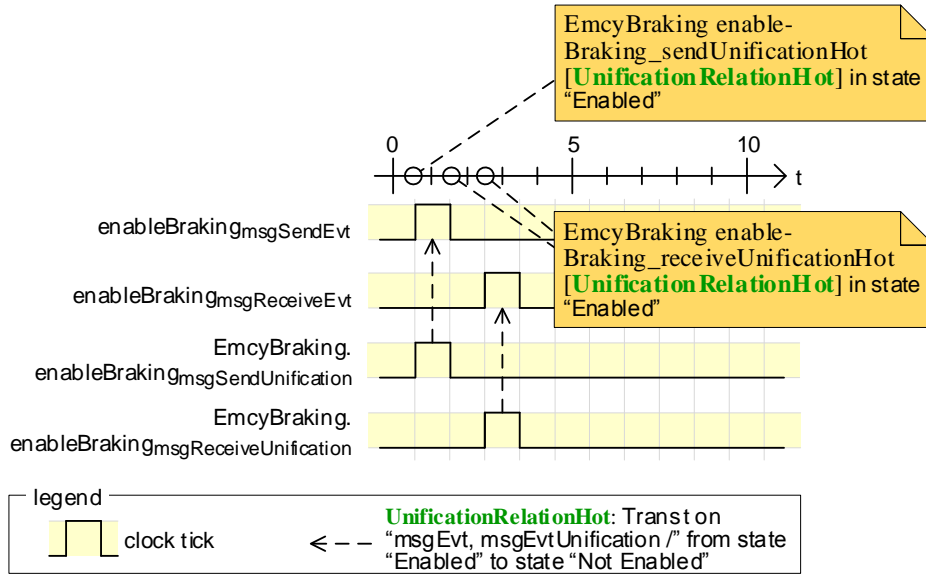 EmcyBraking enable-
Braking_sendUnificationHot
[UnificationRelationHot] in state
“Enabled”
0
5
10
t
enableBrakingmsgSendEvt
EmcyBraking enable-
Braking_receiveUnificationHot
[UnificationRelationHot] in state
“Enabled”
enableBrakingmsgReceiveEvt
EmcyBraking.
enableBrakingmsgSendUnification
EmcyBraking.
enableBrakingmsgReceiveUnification
legend
clock tick
UnificationRelationHot: Transt on
“msgEvt, msgEvtUnification /” from state
“Enabled” to state “Not Enabled”